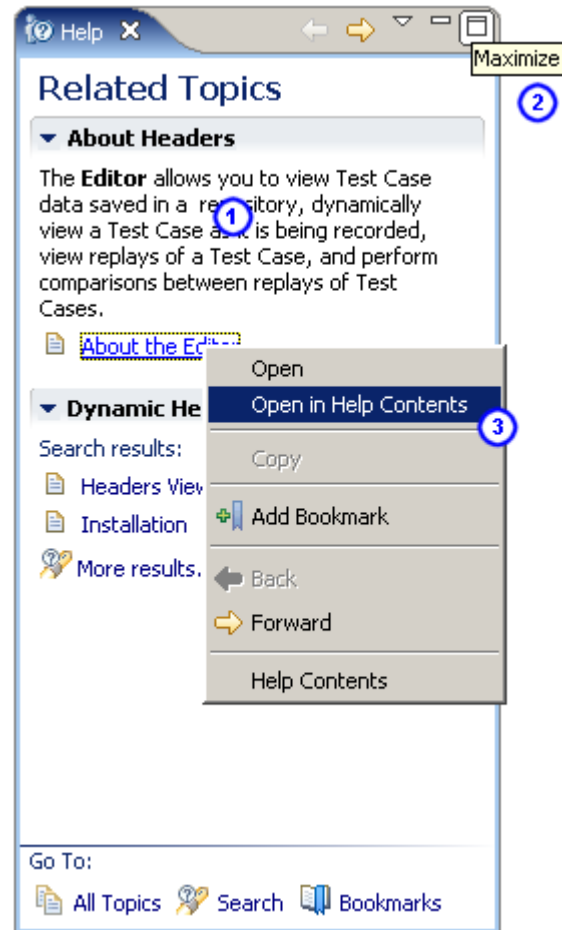 Help
Maximize
Related Topics
2
About Headers
The Editor allows you to view Test Case
data saved in a repository, dynamically
1
view a Test Case as it is being recorded,
view replays of a Test Case, and perform
comparisons between replays of Test
Cases.
About the Editor
Open
Dynamic He
Open in Help Contents
3
Search results:
Copy
Headers View
Installation
Add Bookmark
More results.
Back
Forward
Help Contents
Go To:
All Topics Search Bookmarks